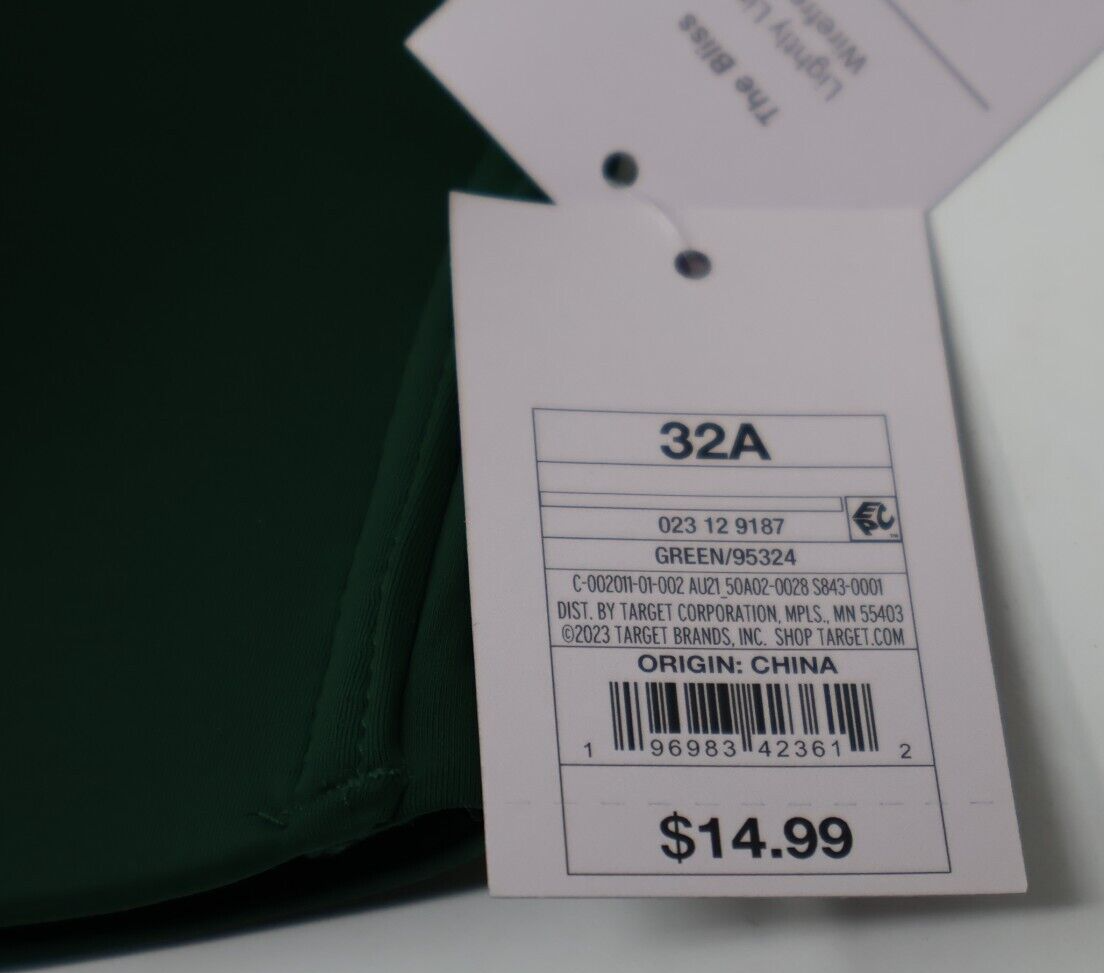 The Bliss
Lightly
32A
023 12 9187
EPC™
GREEN/95324
C-002011-01-002 AU21_50A02-0028 S843-0001
DIST. BY TARGET CORPORATION, MPLS., MN 55403
©2023 TARGET BRANDS, INC. SHOP TARGET.COM
ORIGIN: CHINA
1 96983 42361 2
$14.99